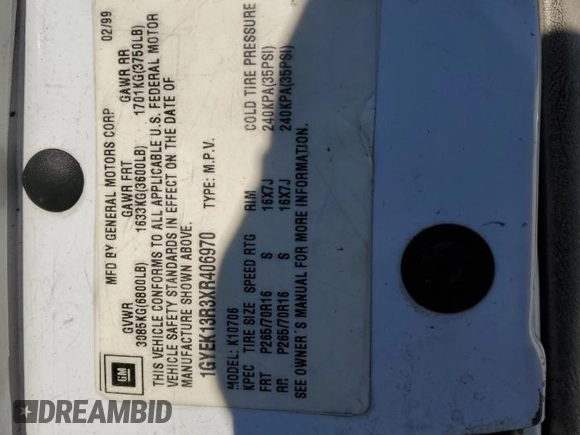 GM
MFD BY GENERAL MOTORS CORP 02/99
GVWR GAWR FRT GAWR RR
3085KG(6800LB) 1633KG(3600LB) 1701KG(3750LB)
THIS VEHICLE CONFORMS TO ALL APPLICABLE U.S. FEDERAL MOTOR
VEHICLE SAFETY STANDARDS IN EFFECT ON THE DATE OF
MANUFACTURE SHOWN ABOVE.
1GYEK13R3XR406970 TYPE: M.P.V.
MODEL: K10706
KPEC TIRE SIZE SPEED RTG RIM COLD TIRE PRESSURE
FRT P265/70R16 S 16X7J 240KPA(35PSI)
RR. P265/70R16 S 16X7J 240KPA(35PSI)
SEE OWNER'S MANUAL FOR MORE INFORMATION.
DREAMBID